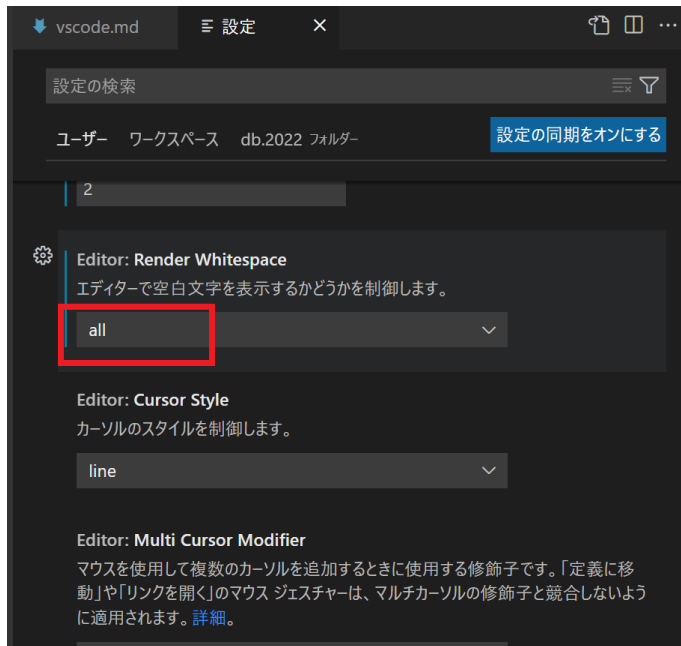 vscode.md 設定
設定の検索
ユーザー ワークスペース db.2022 フォルダー 設定の同期をオンにする
2
Editor: Render Whitespace
エディターで空白文字を表示するかどうかを制御します。
all
Editor: Cursor Style
カーソルのスタイルを制御します。
line
Editor: Multi Cursor Modifier
マウスを使用して複数のカーソルを追加するときに使用する修飾子です。「定義に移
動」や「リンクを開く」のマウス ジェスチャーは、マルチカーソルの修飾子と競合しないよう
に適用されます。詳細。